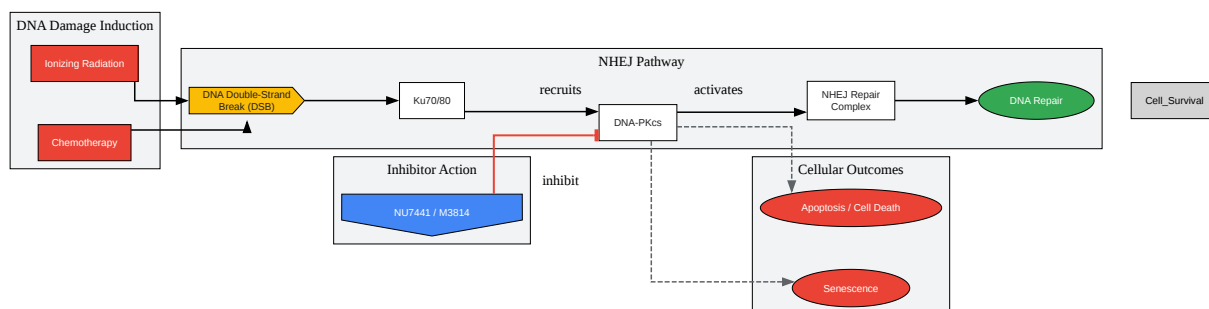 DNA Damage Induction
Ionizing Radiation
Chemotherapy
NHEJ Pathway
DNA Double-Strand
Break (DSB)
Ku70/80
recruits
DNA-PKcs
activates
NHEJ Repair
Complex
DNA Repair
Cell_Survival
Inhibitor Action
NU7441 / M3814
inhibit
Cellular Outcomes
Apoptosis / Cell Death
Senescence